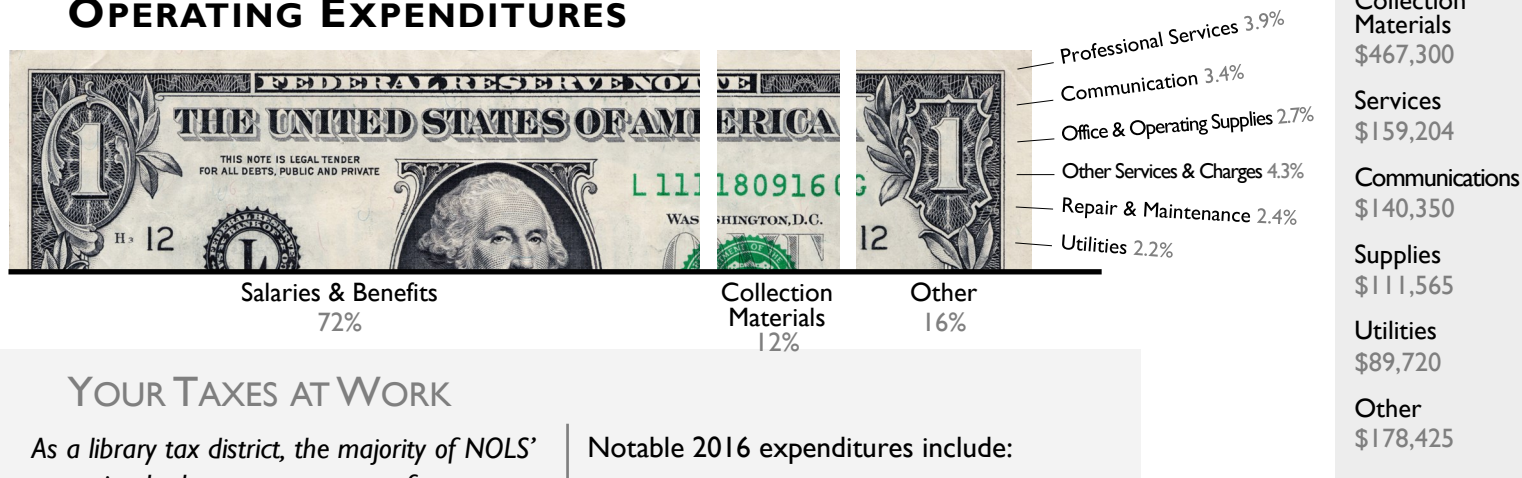 OPERATING EXPENDITURES
FEDERAL RESERVE NOTE
THE UNITED STATES OF AMERICA
THIS NOTE IS LEGAL TENDER
FOR ALL DEBTS, PUBLIC AND PRIVATE
L 11180916 G
WASHINGTON, D.C.
1
1
H 3
12
L
12
Professional Services 3.9%
Communication 3.4%
Office & Operating Supplies 2.7%
Other Services & Charges 4.3%
Repair & Maintenance 2.4%
Utilities 2.2%
Salaries & Benefits
72%
Collection
Materials
12%
Other
16%
YOUR TAXES AT WORK
As a library tax district, the majority of NOLS’
Notable 2016 expenditures include:
Collection
Materials
$467,300
Services
$159,204
Communications
$140,350
Supplies
$111,565
Utilities
$89,720
Other
$178,425